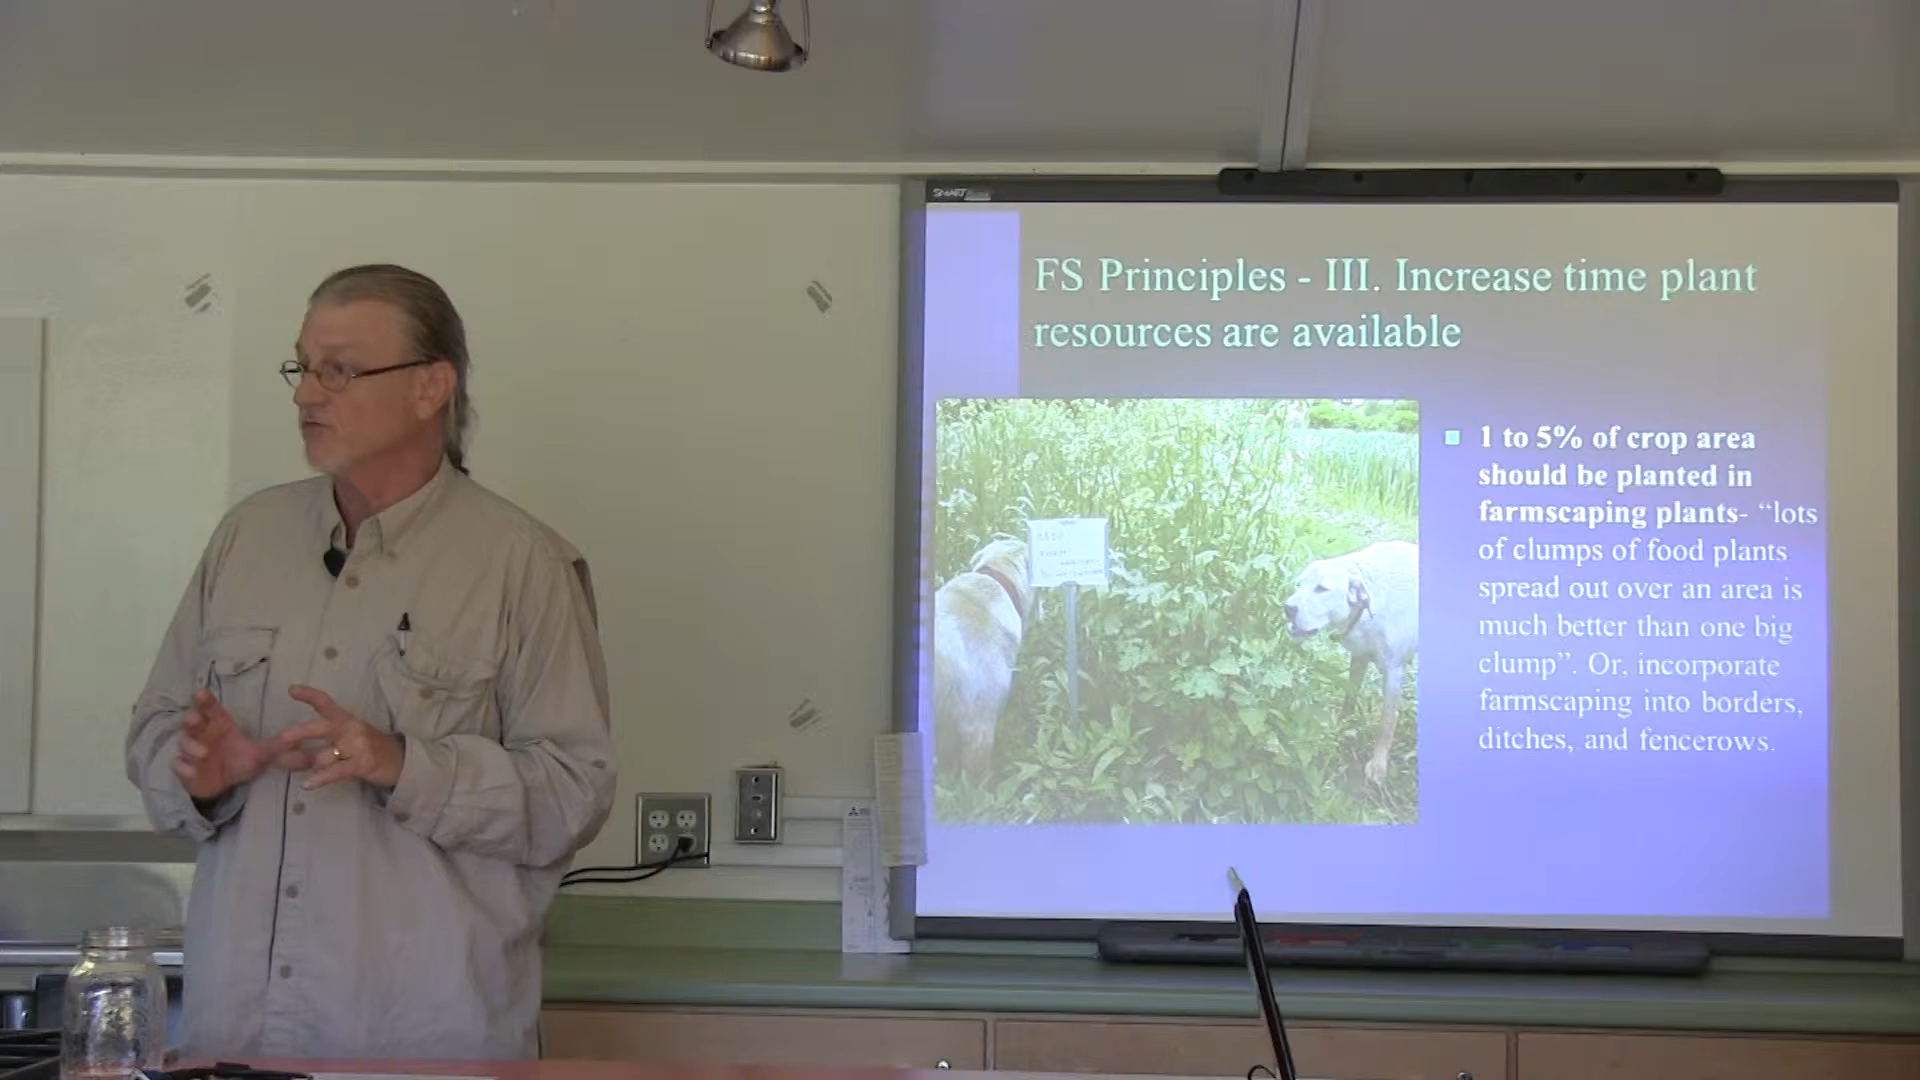 SMART
FS Principles - III. Increase time plant
resources are available
1 to 5% of crop area
should be planted in
farmscaping plants- “lots
of clumps of food plants
spread out over an area is
much better than one big
clump”. Or, incorporate
farmscaping into borders,
ditches, and fencerows.